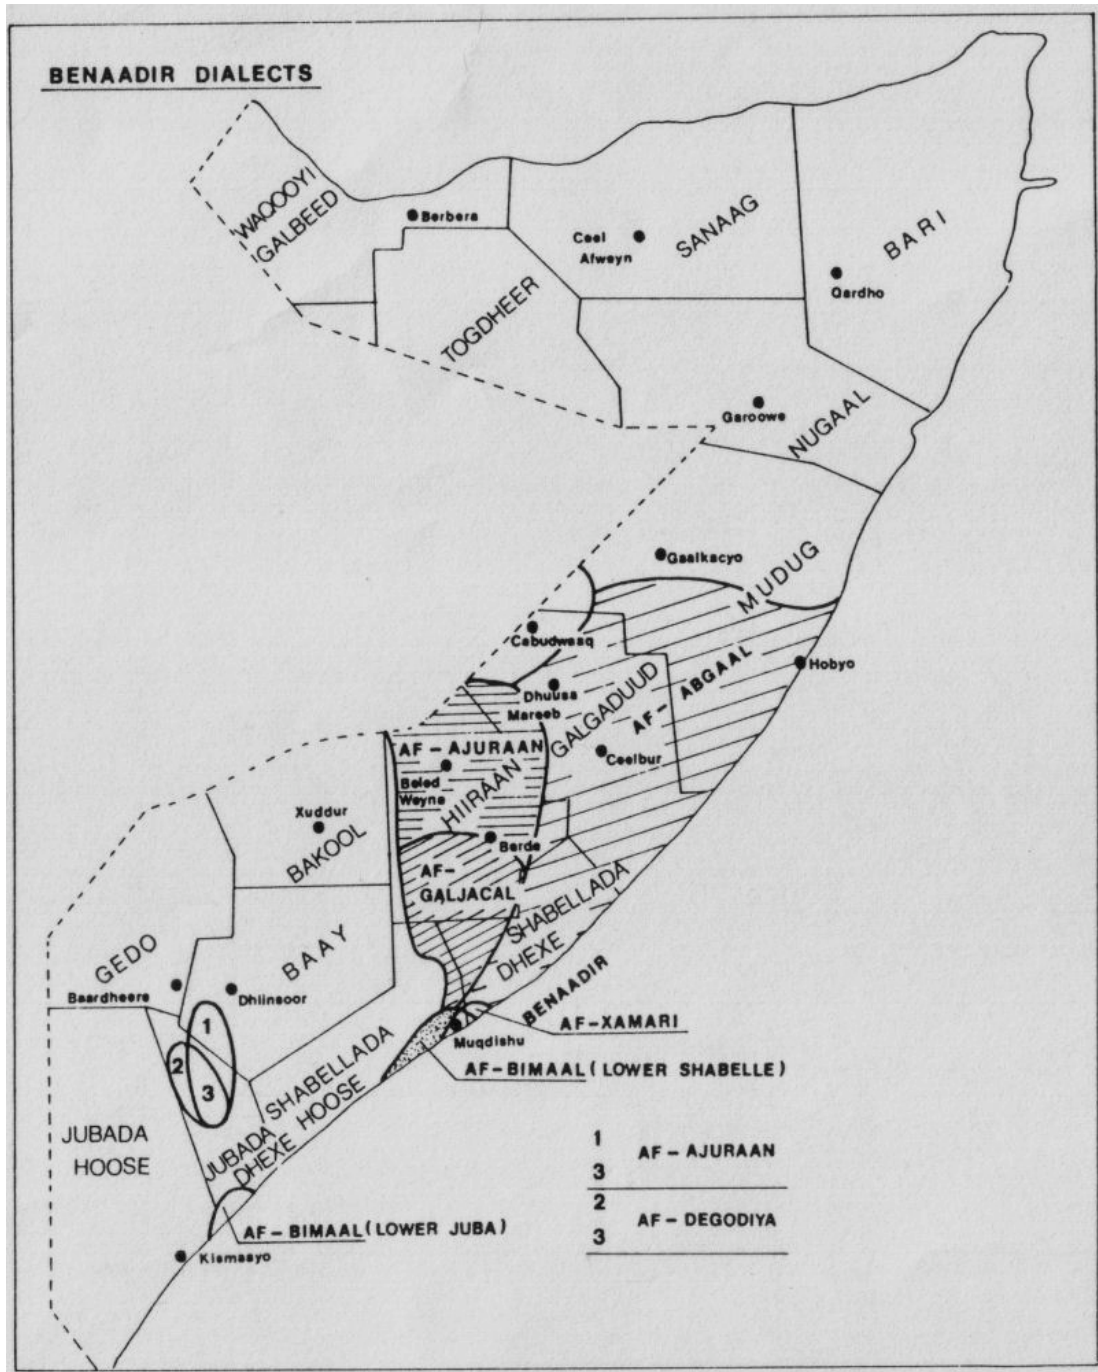 BENAADIR DIALECTS
WAQOOYI
GALBEED
Berbera
Ceel
Afweyn
SANAAG
BARI
Qardho
TOGDHEER
Garoowe
NUGAAL
Gaalkacyo
MUDUG
Cabudwaaq
Hobyo
Dhuusa
Mareeb
GALGADUUD
AF-ABGAAL
AF-AJURAAN
Ceelbur
Beled
Weyne
HIIRAAN
Xuddur
BAKOOL
Berde
AF-
GALJACAL
SHABELLADA
DHEXE
GEDO
BAAY
Baardheere
Dhiinsoor
BENAADIR
1
AF-XAMARI
Muqdishu
2
AF-BIMAAL (LOWER SHABELLE)
3
SHABELLADA
HOOSE
JUBADA
DHEXE
JUBADA
HOOSE
1
AF-AJURAAN
3
2
AF-DEGODIYA
3
AF-BIMAAL (LOWER JUBA)
Kismaayo